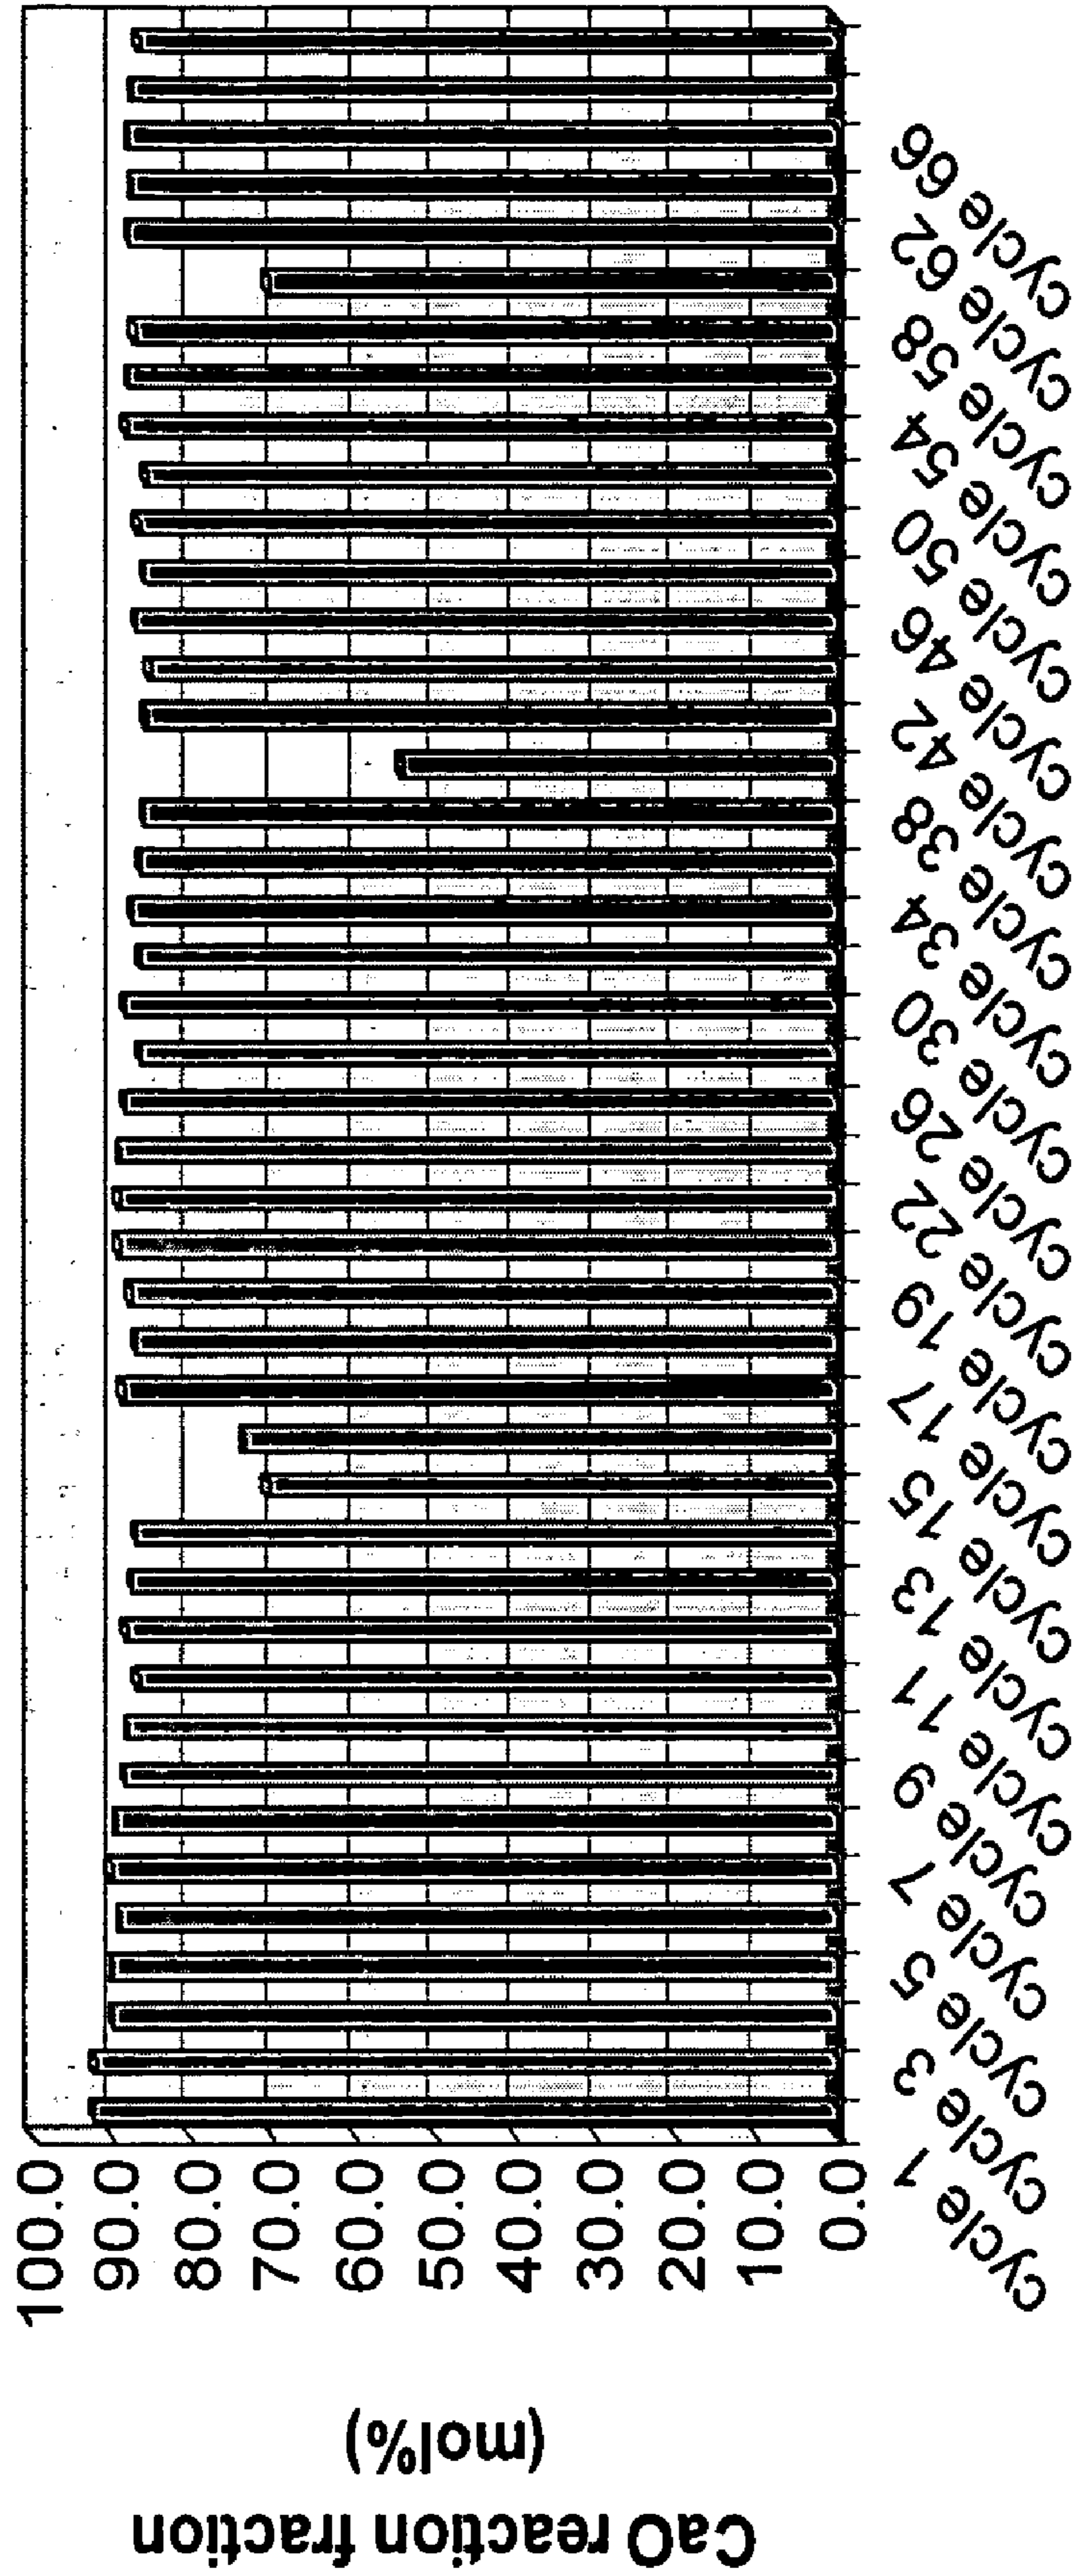 CaO reaction fraction
(mol%)
100.0
90.0
80.0
70.0
60.0
50.0
40.0
30.0
20.0
10.0
0.0
cycle 1
cycle 3
cycle 5
cycle 7
cycle 9
cycle 11
cycle 13
cycle 15
cycle 17
cycle 19
cycle 22
cycle 26
cycle 30
cycle 34
cycle 38
cycle 42
cycle 46
cycle 50
cycle 54
cycle 58
cycle 62
cycle 66